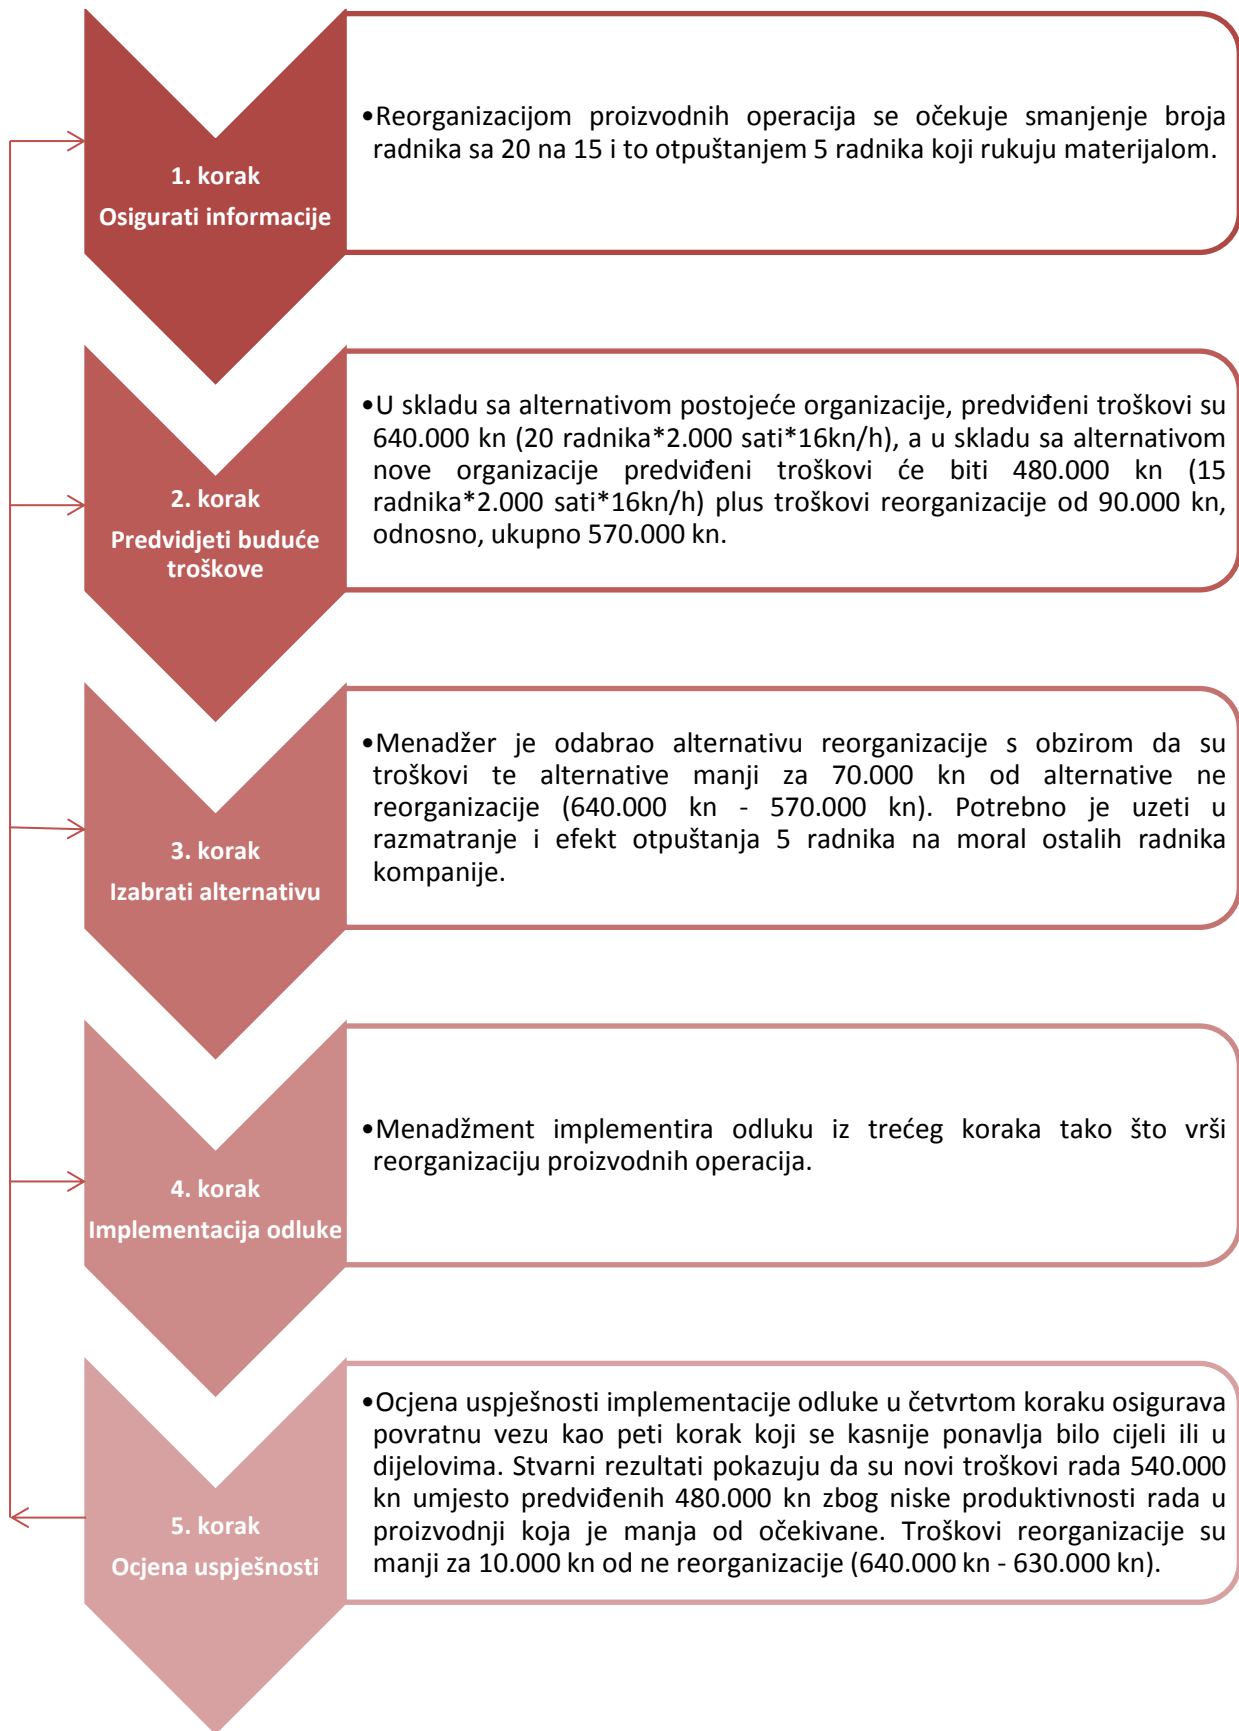 1. korak
Osigurati informacije
•Reorganizacijom proizvodnih operacija se očekuje smanjenje broja
radnika sa 20 na 15 i to otpuštanjem 5 radnika koji rukuju materijalom.
2. korak
Predvidjeti buduće
troškove
•U skladu sa alternativom postojeće organizacije, predviđeni troškovi su
640.000 kn (20 radnika*2.000 sati*16kn/h), a u skladu sa alternativom
nove organizacije predviđeni troškovi će biti 480.000 kn (15
radnika*2.000 sati*16kn/h) plus troškovi reorganizacije od 90.000 kn,
odnosno, ukupno 570.000 kn.
3. korak
Izabrati alternativu
•Menadžer je odabrao alternativu reorganizacije s obzirom da su
troškovi te alternative manji za 70.000 kn od alternative ne
reorganizacije (640.000 kn - 570.000 kn). Potrebno je uzeti u
razmatranje i efekt otpuštanja 5 radnika na moral ostalih radnika
kompanije.
4. korak
Implementacija odluke
•Menadžment implementira odluku iz trećeg koraka tako što vrši
reorganizaciju proizvodnih operacija.
5. korak
Ocjena uspješnosti
•Ocjena uspješnosti implementacije odluke u četvrtom koraku osigurava
povratnu vezu kao peti korak koji se kasnije ponavlja bilo cijeli ili u
dijelovima. Stvarni rezultati pokazuju da su novi troškovi rada 540.000
kn umjesto predviđenih 480.000 kn zbog niske produktivnosti rada u
proizvodnji koja je manja od očekivane. Troškovi reorganizacije su
manji za 10.000 kn od ne reorganizacije (640.000 kn - 630.000 kn).